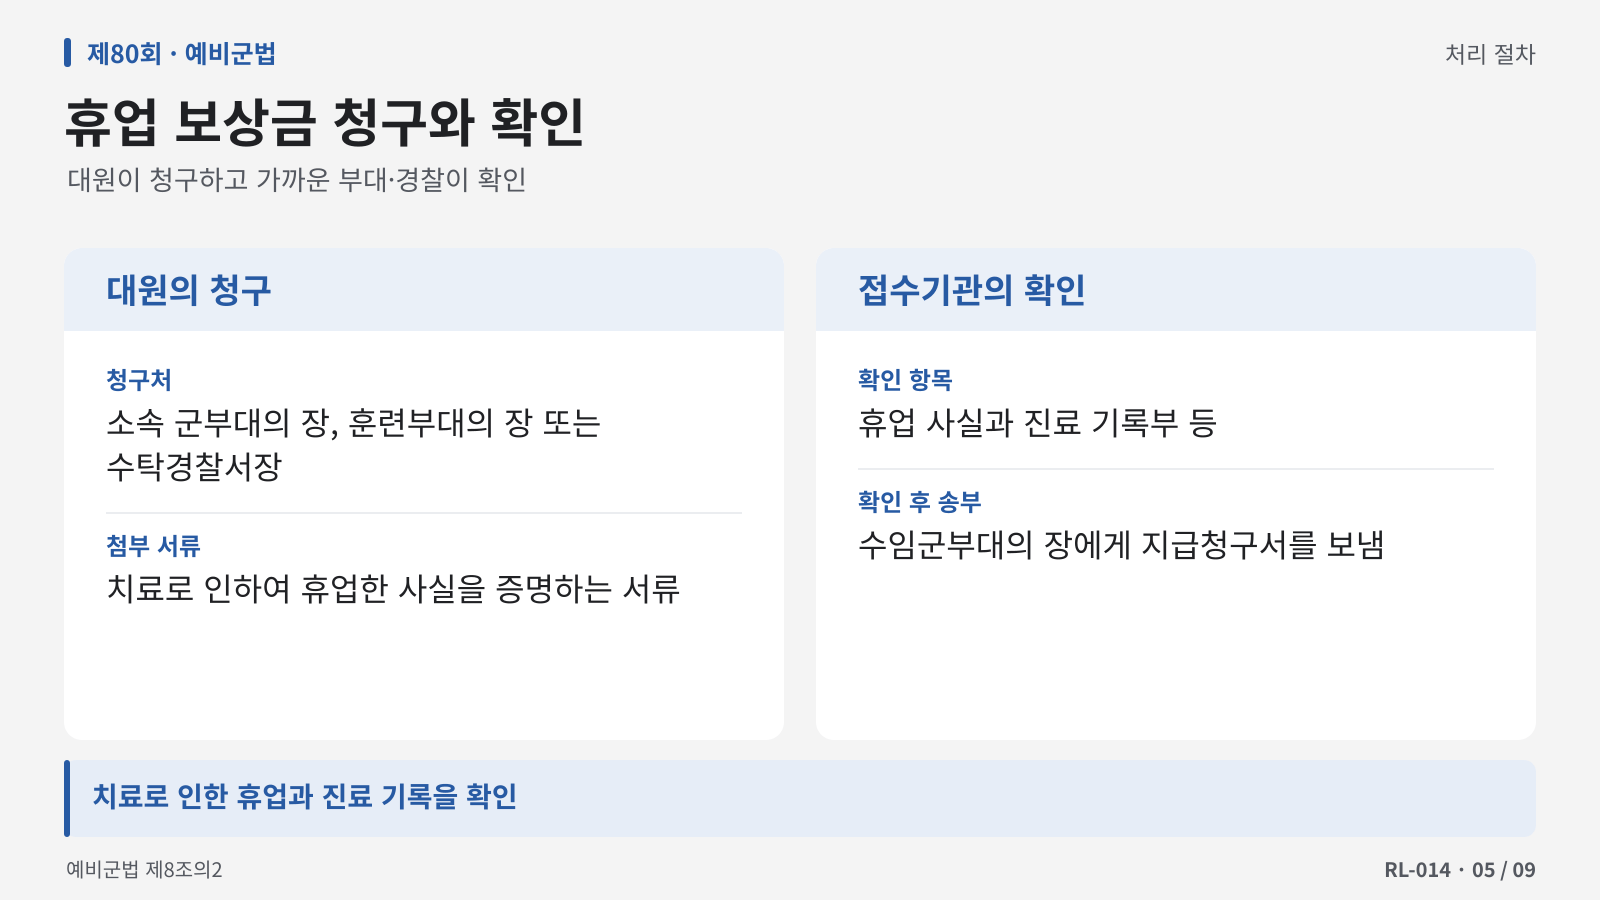 제80회 · 예비군법
처리 절차
휴업 보상금 청구와 확인
대원이 청구하고 가까운 부대·경찰이 확인
대원의 청구
청구처
소속 군부대의 장, 훈련부대의 장 또는
수탁경찰서장
첨부 서류
치료로 인하여 휴업한 사실을 증명하는 서류
접수기관의 확인
확인 항목
휴업 사실과 진료 기록부 등
확인 후 송부
수임군부대의 장에게 지급청구서를 보냄
치료로 인한 휴업과 진료 기록을 확인
예비군법 제8조의2
RL-014 · 05 / 09